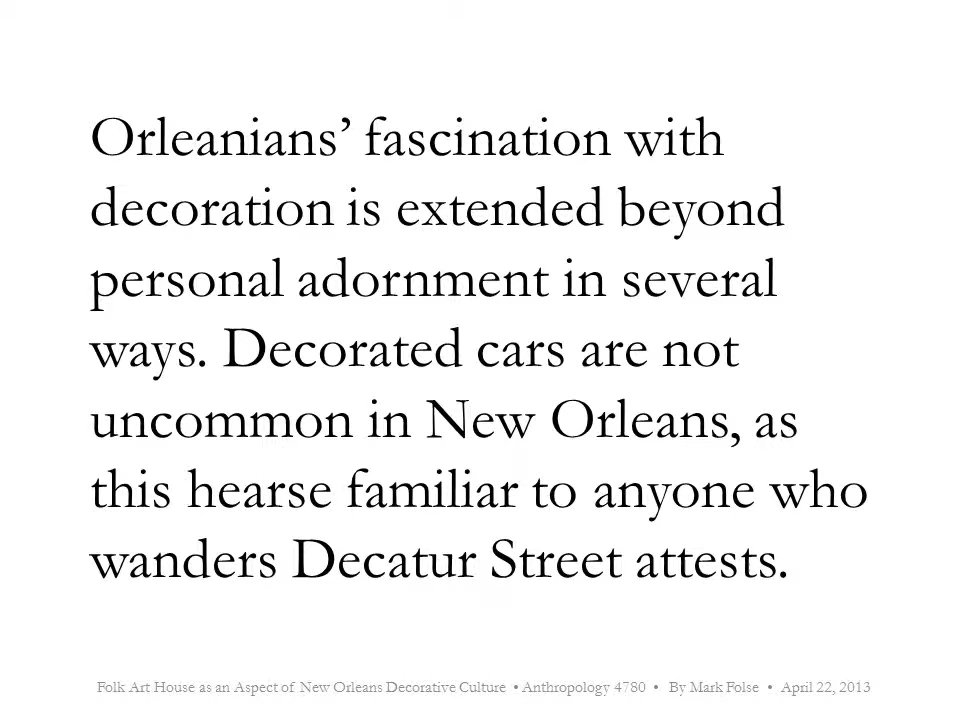 Orleanians’ fascination with
decoration is extended beyond
personal adornment in several
ways. Decorated cars are not
uncommon in New Orleans, as
this hearse familiar to anyone who
wanders Decatur Street attests.
Folk Art House as an Aspect of New Orleans Decorative Culture • Anthropology 4780 • By Mark Folse • April 22, 2013